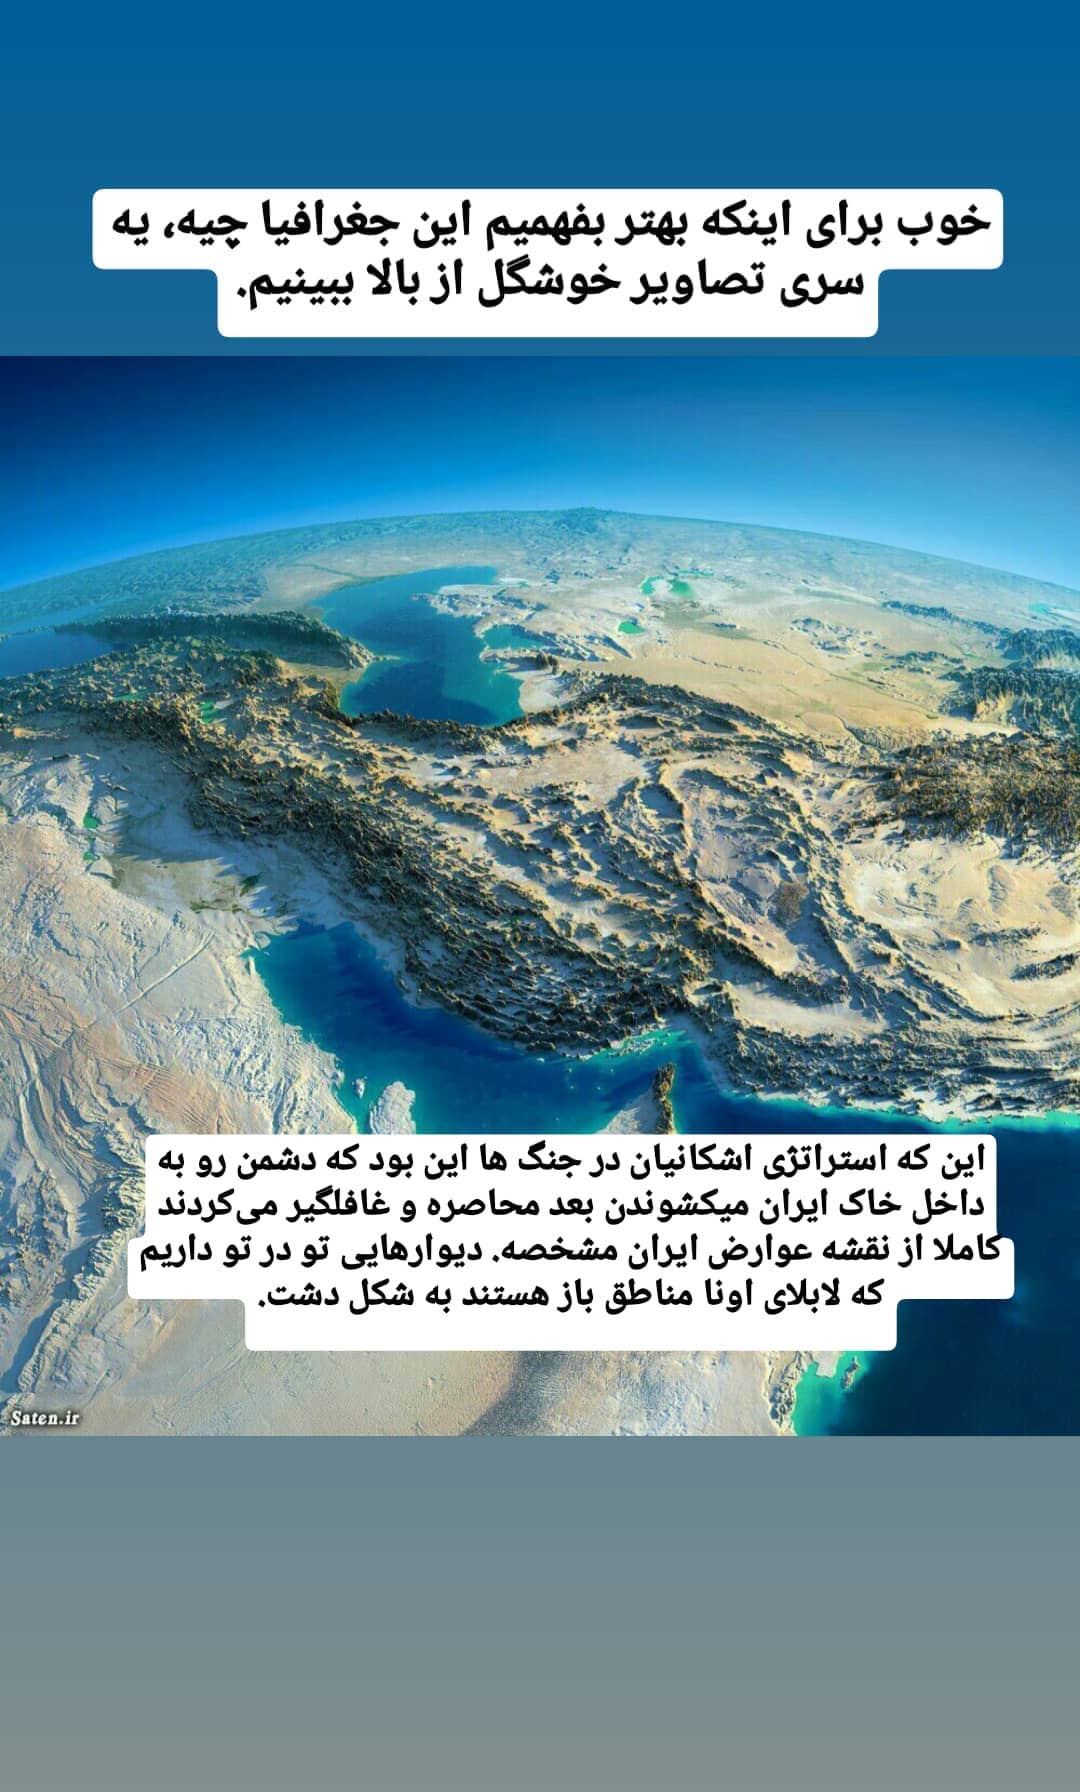 خوب برای اینکه بهتر بفهمیم این جغرافیا چیه، یه
سری تصاویر خوشگل از بالا ببینیم.
این که استراتژی اشکانیان در جنگ ها این بود که دشمن رو به
داخل خاک ایران میکشوندن بعد محاصره و غافلگیر می‌کردند
کاملا از نقشه عوارض ایران مشخصه. دیوارهایی تو در تو داریم
که لابلای اونا مناطق باز هستند به شکل دشت.
Saten.ir